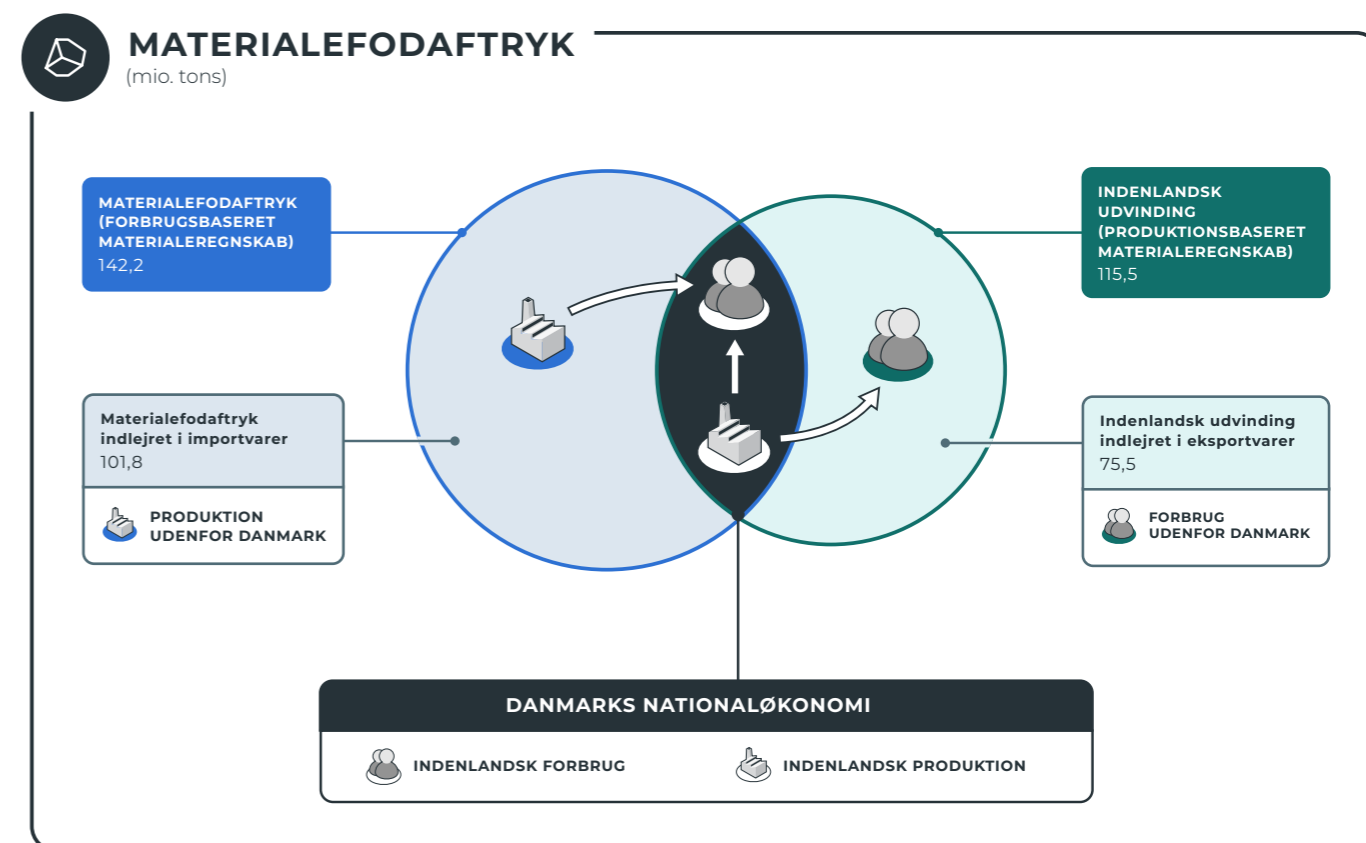 MATERIALEFODAFTRYK
(mio. tons)
MATERIALEFODAFTRYK
(FORBRUGSBASERET
MATERIALEREGNSKAB)
142,2
INDENLANDSK
UDVINDING
(PRODUKTIONSBASERET
MATERIALEREGNSKAB)
115,5
Materialefodaftryk
indlejret i importvarer
101,8
PRODUKTION
UDENFOR DANMARK
Indenlandsk udvinding
indlejret i eksportvarer
75,5
FORBRUG
UDENFOR DANMARK
DANMARKS NATIONALØKONOMI
INDENLANDSK FORBRUG
INDENLANDSK PRODUKTION